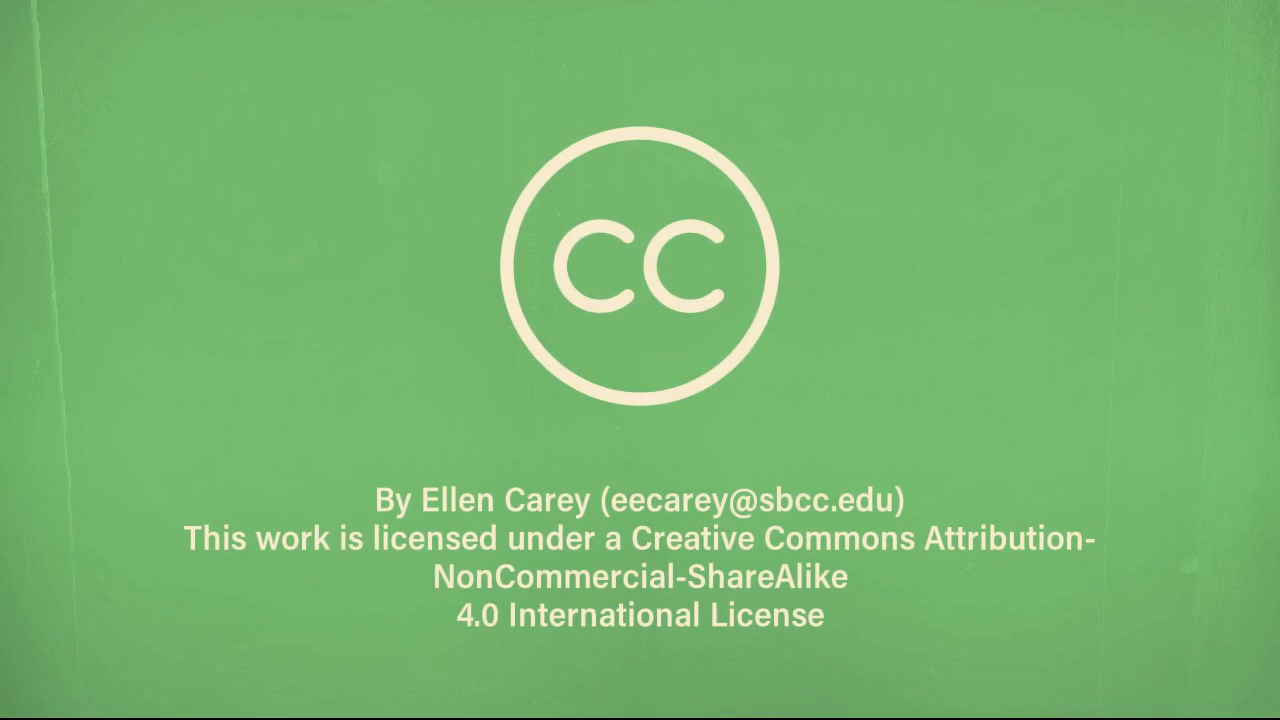 CC
By Ellen Carey (eecarey@sbcc.edu)
This work is licensed under a Creative Commons Attribution-
NonCommercial-ShareAlike
4.0 International License